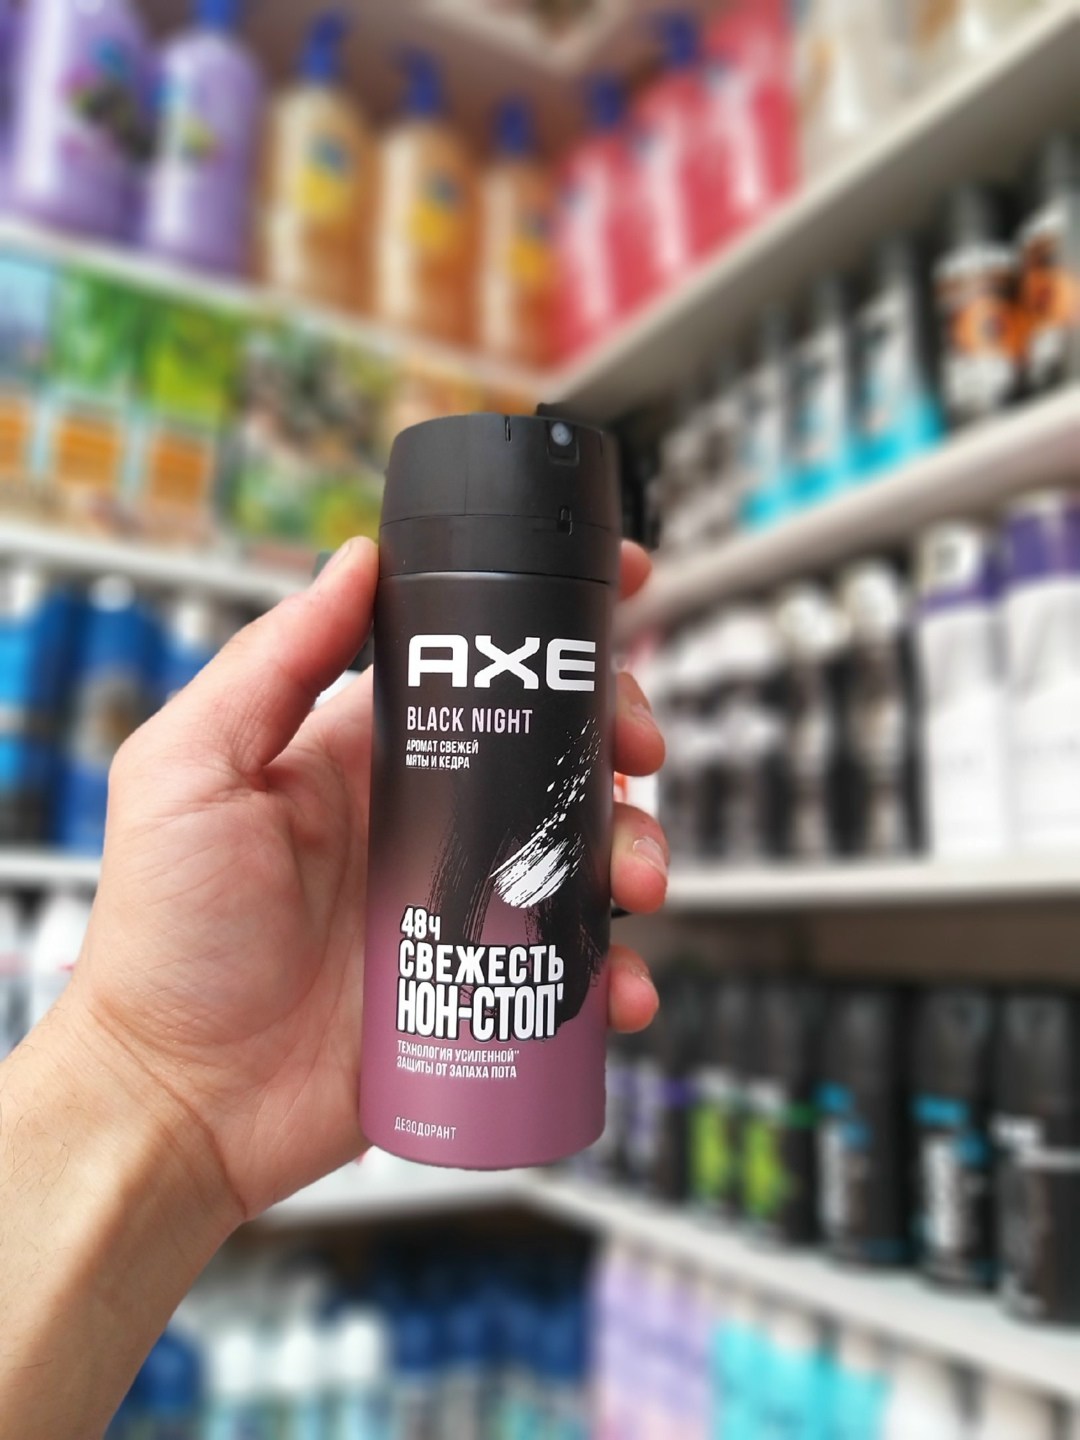 AXE
BLACK NIGHT
АРОМАТ СВЕЖЕЙ
МЯТЫ И КЕДРА
48ч
СВЕЖЕСТЬ
НОН-СТОП*
ТЕХНОЛОГИЯ УСИЛЕННОЙ**
ЗАЩИТЫ ОТ ЗАПАХА ПОТА
ДЕЗОДОРАНТ